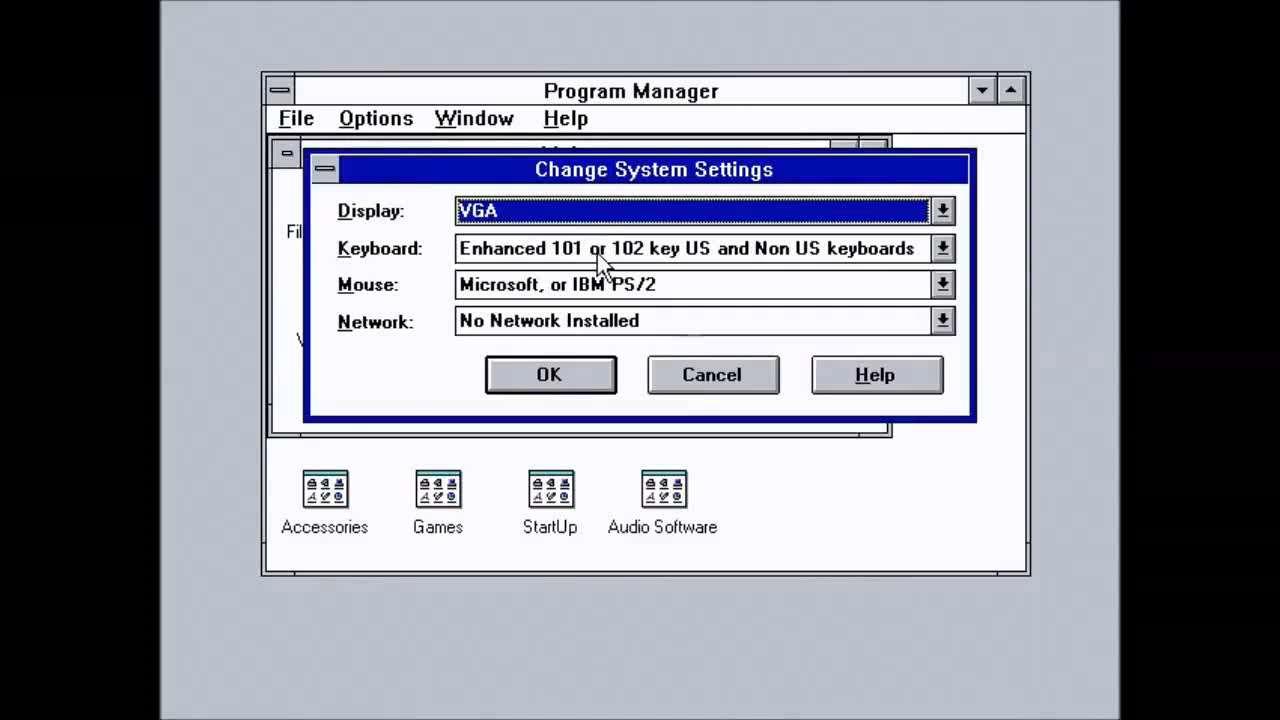 Program Manager
File Options Window Help
Change System Settings
Display: VGA
Keyboard: Enhanced 101 or 102 key US and Non US keyboards
Mouse: Microsoft, or IBM PS/2
Network: No Network Installed
OK Cancel Help
Accessories Games StartUp Audio Software